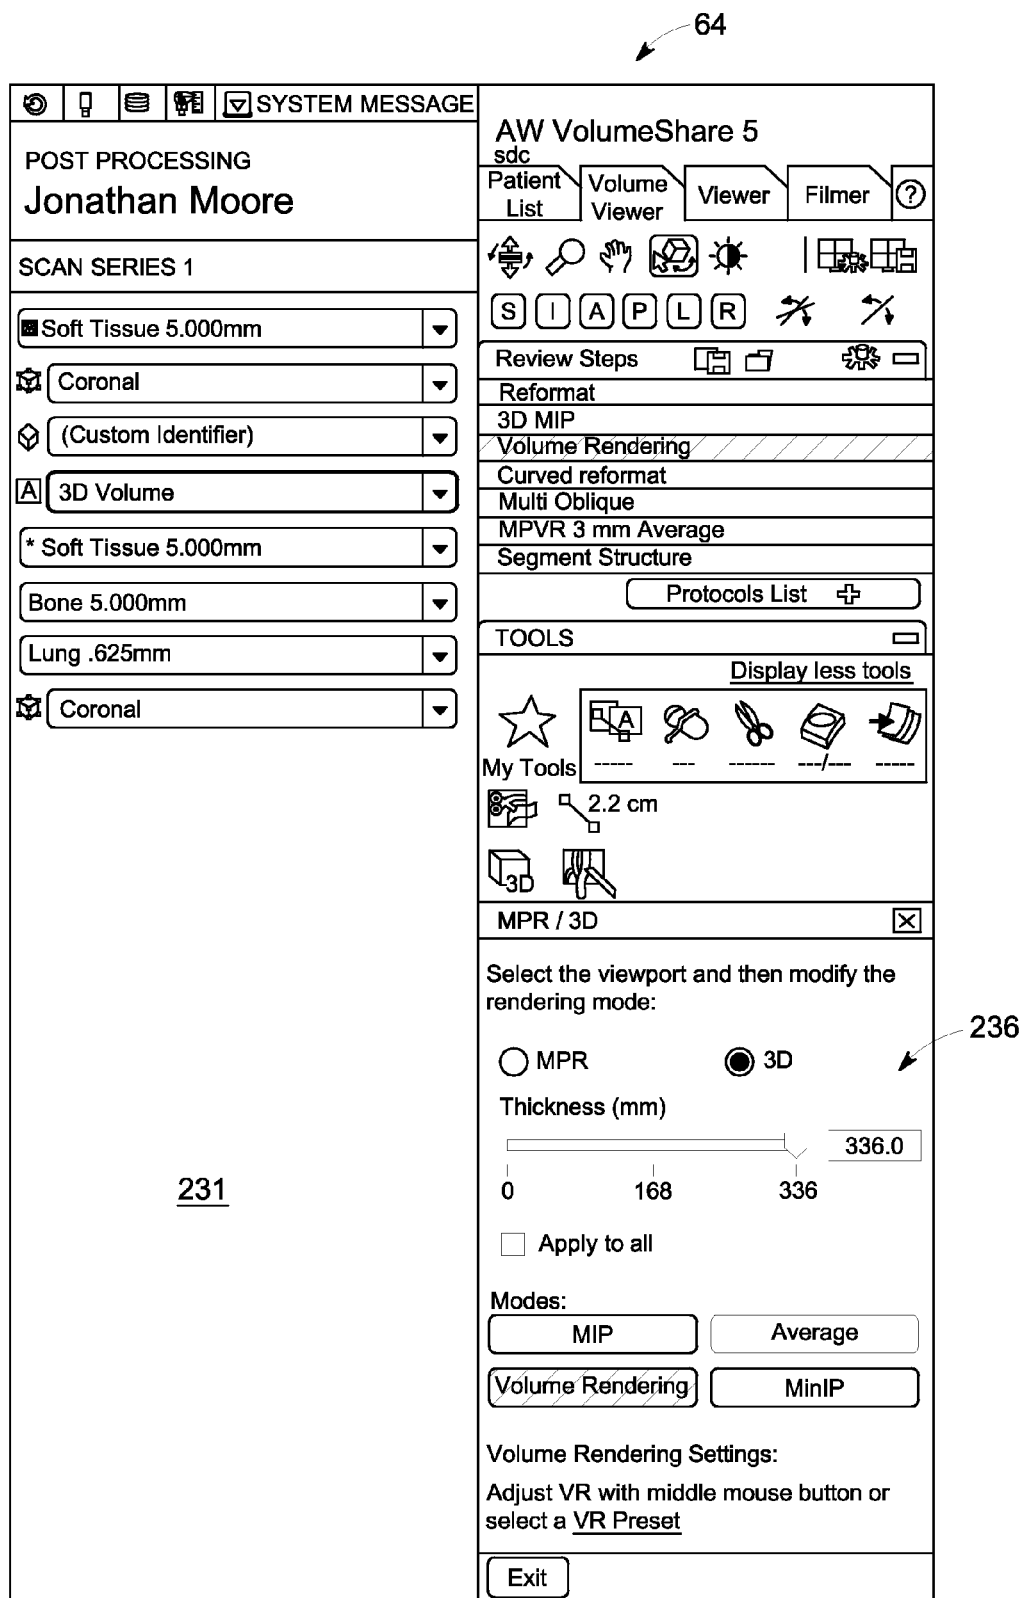 64
SYSTEM MESSAGE
POST PROCESSING
Jonathan Moore
SCAN SERIES 1
Soft Tissue 5.000mm
Coronal
(Custom Identifier)
A 3D Volume
* Soft Tissue 5.000mm
Bone 5.000mm
Lung .625mm
Coronal
231
AW VolumeShare 5
sdc
Patient List
Volume Viewer
Viewer
Filmer
?
S I A P L R
Review Steps
Reformat
3D MIP
Volume Rendering
Curved reformat
Multi Oblique
MPVR 3 mm Average
Segment Structure
Protocols List
TOOLS
Display less tools
A
My Tools ----- --- ------ ---/--- -----
2.2 cm
3D
MPR / 3D
Select the viewport and then modify the
rendering mode:
236
MPR 3D
Thickness (mm)
336.0
0 168 336
Apply to all
Modes:
MIP Average
Volume Rendering MinIP
Volume Rendering Settings:
Adjust VR with middle mouse button or
select a VR Preset
Exit